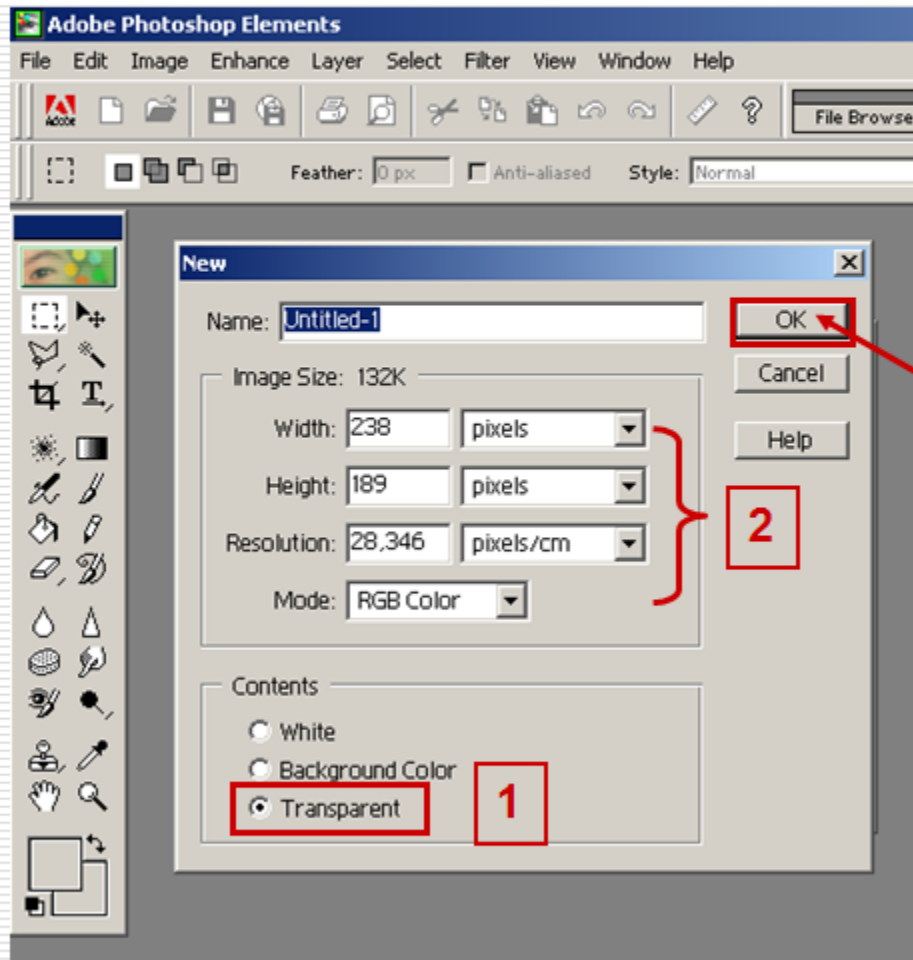 Adobe Photoshop Elements
File Edit Image Enhance Layer Select Filter View Window Help
Adobe
File Browse
Feather: 0 px Anti-aliased Style: Normal
New
Name: Untitled-1
OK
Image Size: 132K
Cancel
Width: 238 pixels
Help
Height: 189 pixels
2
Resolution: 28,346 pixels/cm
Mode: RGB Color
Contents
White
Background Color
Transparent
1